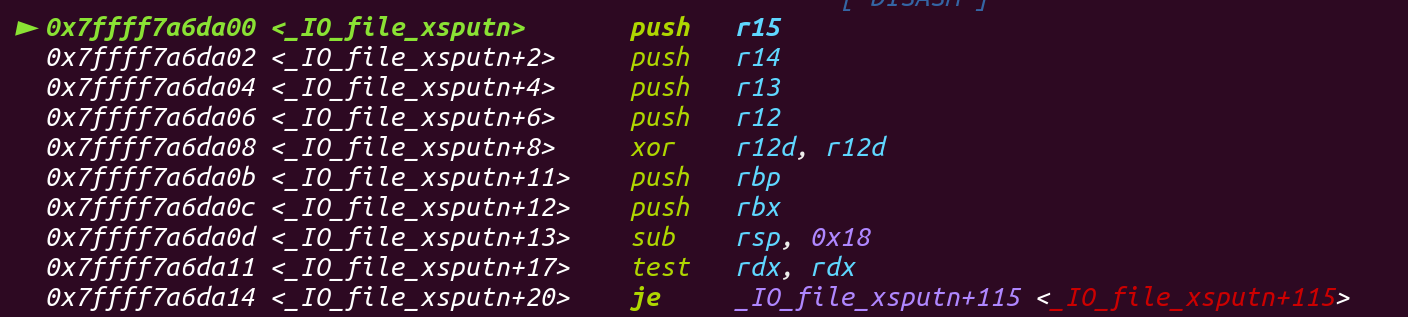 [ DISASM ]
► 0x7ffff7a6da00 <_IO_file_xsputn> push r15
0x7ffff7a6da02 <_IO_file_xsputn+2> push r14
0x7ffff7a6da04 <_IO_file_xsputn+4> push r13
0x7ffff7a6da06 <_IO_file_xsputn+6> push r12
0x7ffff7a6da08 <_IO_file_xsputn+8> xor r12d, r12d
0x7ffff7a6da0b <_IO_file_xsputn+11> push rbp
0x7ffff7a6da0c <_IO_file_xsputn+12> push rbx
0x7ffff7a6da0d <_IO_file_xsputn+13> sub rsp, 0x18
0x7ffff7a6da11 <_IO_file_xsputn+17> test rdx, rdx
0x7ffff7a6da14 <_IO_file_xsputn+20> je _IO_file_xsputn+115 <_IO_file_xsputn+115>